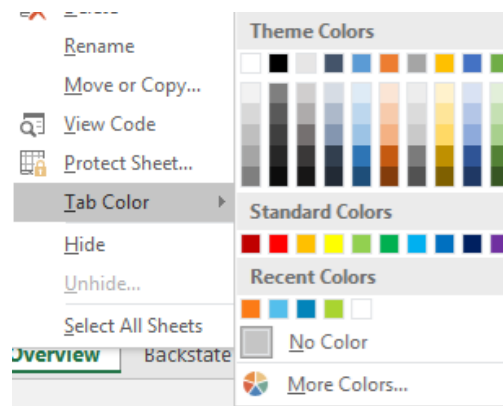 Rename
Move or Copy...
View Code
Protect Sheet...
Tab Color
Hide
Unhide...
Select All Sheets
Overview Backstate
Theme Colors
Standard Colors
Recent Colors
No Color
More Colors...